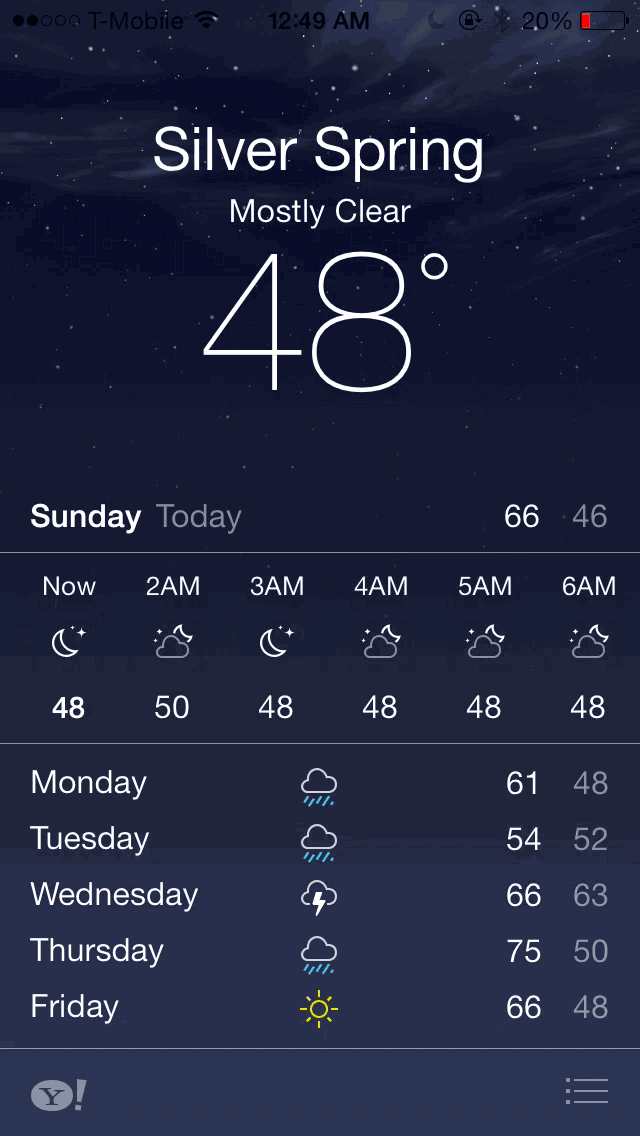 T-Mobile 12:49 AM 20%
Silver Spring
Mostly Clear
48°
Sunday Today 66 46
Now 2AM 3AM 4AM 5AM 6AM
48 50 48 48 48 48
Monday 61 48
Tuesday 54 52
Wednesday 66 63
Thursday 75 50
Friday 66 48
Y!